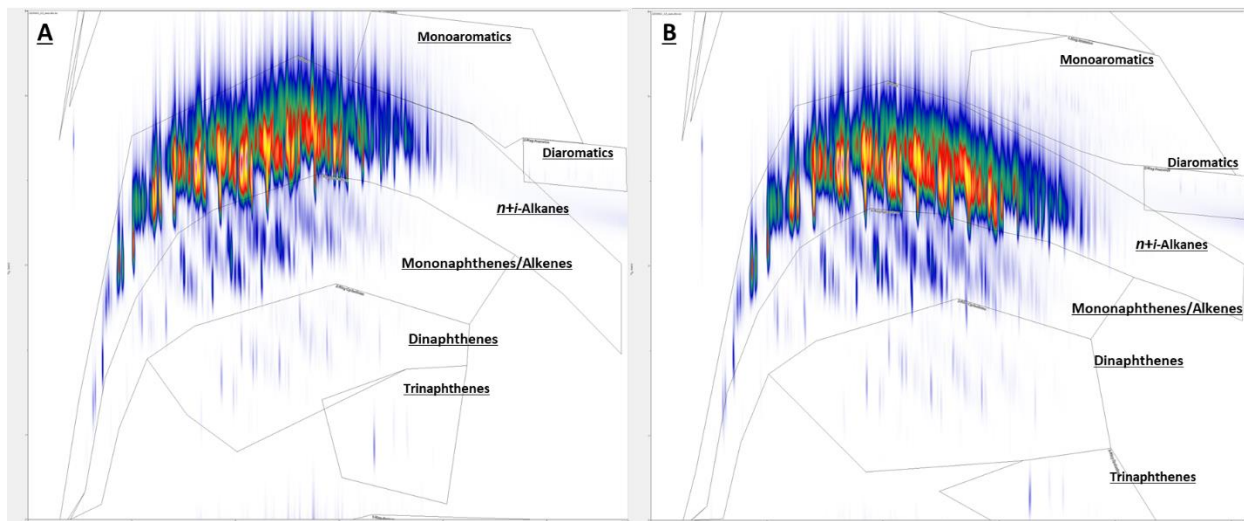 A
Monoaromatics
Diaromatics
n+i-Alkanes
Mononaphthenes/Alkenes
Dinaphthenes
Trinaphthenes
B
Monoaromatics
Diaromatics
n+i-Alkanes
Mononaphthenes/Alkenes
Dinaphthenes
Trinaphthenes